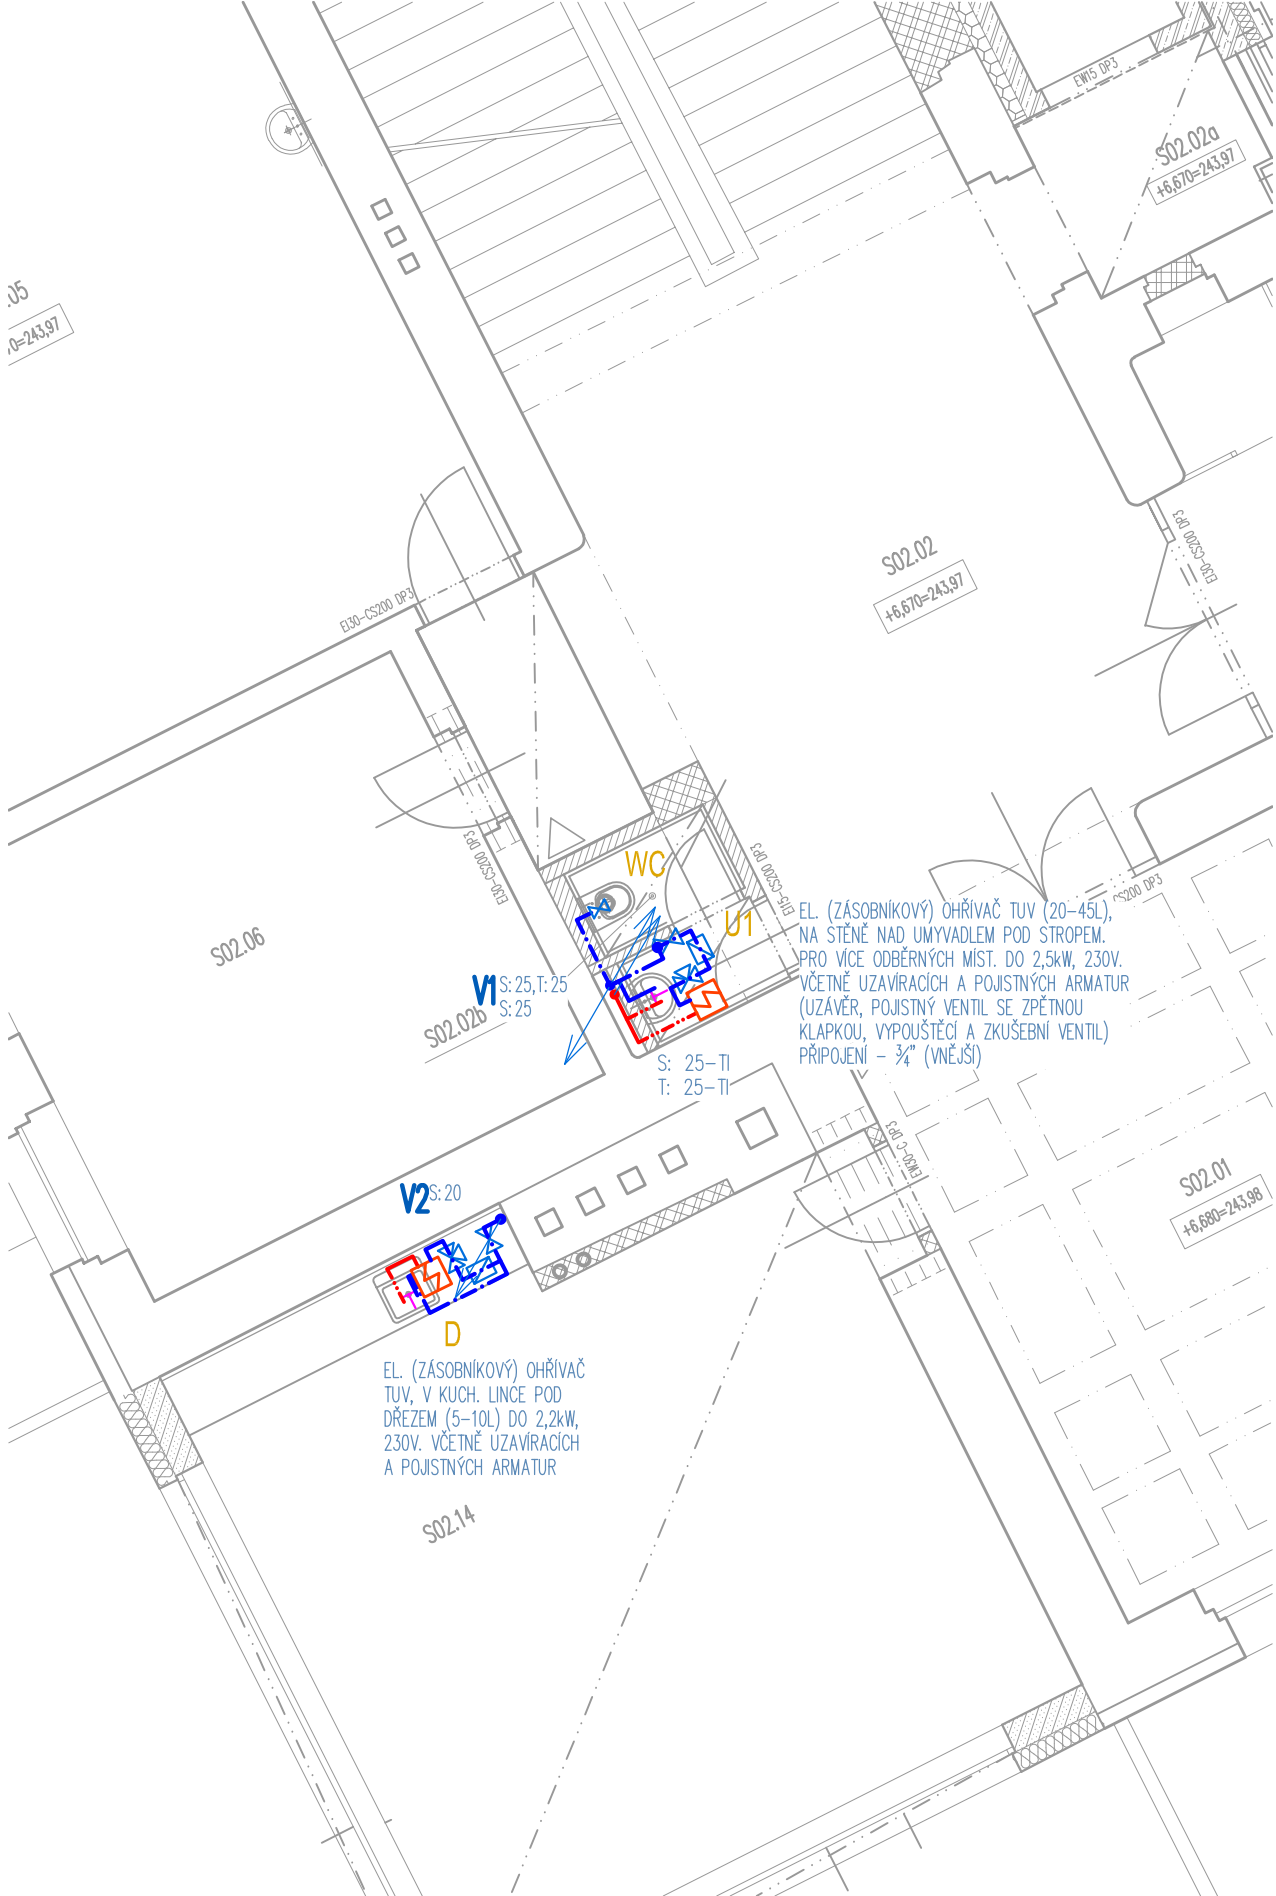 EW15 DP3
S02.02a
+6,670=243,97
.05
0=243,97
S02.02
+6,670=243,97
EI30-CS200 DP3
EI30-CS200 DP3
EI30-CS200 DP3
EI15-CS200 DP3
CS200 DP3
WC
U1
S02.06
V1
S: 25,T: 25
S: 25
S02.02b
S: 25-TI
T: 25-TI
EL. (ZÁSOBNÍKOVÝ) OHŘÍVAČ TUV (20-45L),
NA STĚNĚ NAD UMYVADLEM POD STROPEM.
PRO VÍCE ODBĚRNÝCH MÍST. DO 2,5kW, 230V.
VČETNĚ UZAVÍRACÍCH A POJISTNÝCH ARMATUR
(UZÁVĚR, POJISTNÝ VENTIL SE ZPĚTNOU
KLAPKOU, VYPOUŠTĚCÍ A ZKUŠEBNÍ VENTIL)
PŘIPOJENÍ - ¾" (VNĚJŠÍ)
EW30-C DP3
S02.01
+6,680=243,98
V2
S: 20
D
EL. (ZÁSOBNÍKOVÝ) OHŘÍVAČ
TUV, V KUCH. LINCE POD
DŘEZEM (5-10L) DO 2,2kW,
230V. VČETNĚ UZAVÍRACÍCH
A POJISTNÝCH ARMATUR
S02.14